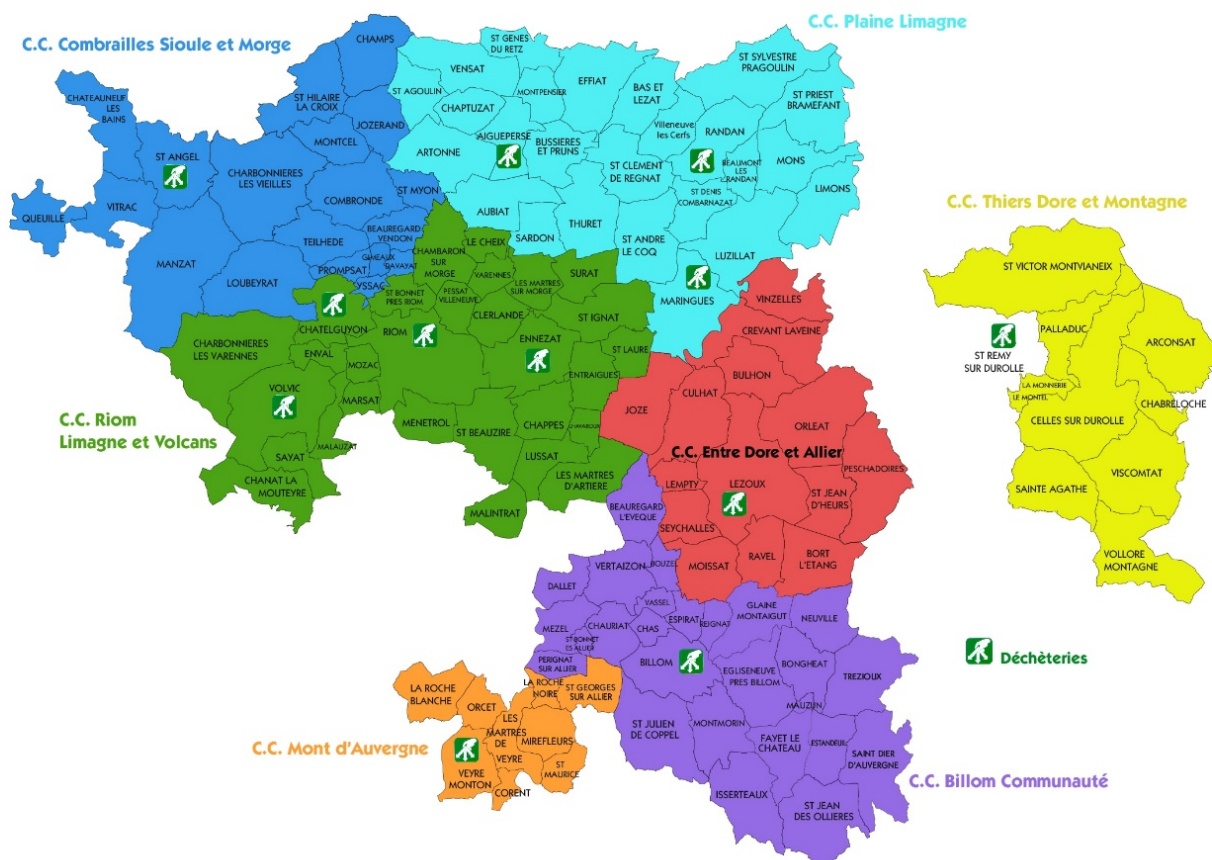 C.C. Combrailles Sioule et Morge
CHAMPS
CHATEAUNEUF
LES
BAINS
ST HILAIRE
LA CROIX
JOZERAND
MONTCEL
ST ANGEL
CHARBONNIERES
LES VIEILLES
ST MYON
COMBRONDE
QUEUILLE
VITRAC
BEAUREGARD
VENDON
TEILHEDE
GIMEAUX
DAVAYAT
PROMPSAT
YSSAC
MANZAT
LOUBEYRAT
C.C. Plaine Limagne
ST GENES
DU RETZ
VENSAT
ST AGOULIN
MONTPENSIER
EFFIAT
CHAPTUZAT
BAS ET
LEZAT
ST SYLVESTRE
PRAGOULIN
ST PRIEST
BRAMEFANT
Villeneuve
les Cerfs
RANDAN
AIGUEPERSE
BUSSIERES
ET PRUNS
ARTONNE
ST CLEMENT
DE REGNAT
BEAUMONT
LES
RANDAN
MONS
LIMONS
ST DENIS
COMBARNAZAT
AUBIAT
SARDON
THURET
ST ANDRE
LE COQ
LUZILLAT
MARINGUES
C.C. Thiers Dore et Montagne
ST VICTOR MONTVIANEIX
PALLADUC
ARCONSAT
ST REMY
SUR DUROLLE
LA MONNERIE
LE MONTEL
CHABRELOCHE
CELLES SUR DUROLLE
VISCOMTAT
SAINTE AGATHE
VOLLORE
MONTAGNE
C.C. Riom
Limagne et Volcans
CHAMBARON
SUR
MORGE
LE CHEIX
VARENNES
LES MARTRES
SUR MORGE
SURAT
ST BONNET
PRES RIOM
PESSAT
VILLENEUVE
CLERLANDE
ST IGNAT
CHATELGUYON
RIOM
ENNEZAT
CHARBONNIERES
LES VARENNES
ENVAL
MOZAC
ST LAURE
ENTRAIGUES
VOLVIC
MARSAT
MENETROL
ST BEAUZIRE
CHAPPES
MALAUZAT
SAYAT
LUSSAT
CHANAT LA
MOUTEYRE
LES MARTRES
D'ARTIERE
MALINTRAT
VINZELLES
CREVANT LAVEINE
BULHON
CULHAT
JOZE
ORLEAT
C.C. Entre Dore et Allier
PESCHADOIRES
LEMPTY
LEZOUX
ST JEAN
D'HEURS
SEYCHALLES
MOISSAT
RAVEL
BORT
L'ETANG
BEAUREGARD
L'EVEQUE
VERTAIZON
BOUZEL
DALLET
VASSEL
GLAINE
MONTAIGUT
NEUVILLE
MEZEL
CHAURIAT
CHAS
ESPIRAT
REIGNAT
ST BONNET
ES ALLIER
PERIGNAT
SUR ALLIER
BILLOM
EGLISENEUVE
PRES BILLOM
BONGHEAT
TREZIOUX
MAUZUN
ST JULIEN
DE COPPEL
MONTMORIN
FAYET LE
CHATEAU
ESTANDEUIL
SAINT DIER
D'AUVERGNE
ISSERTEAUX
ST JEAN
DES OLLIERES
C.C. Billom Communauté
Déchèteries
LA ROCHE
BLANCHE
ORCET
LA ROCHE
NOIRE
ST GEORGES
SUR ALLIER
LES
MARTRES
DE
VEYRE
MIREFLEURS
C.C. Mont d'Auvergne
VEYRE
MONTON
ST
MAURICE
CORENT